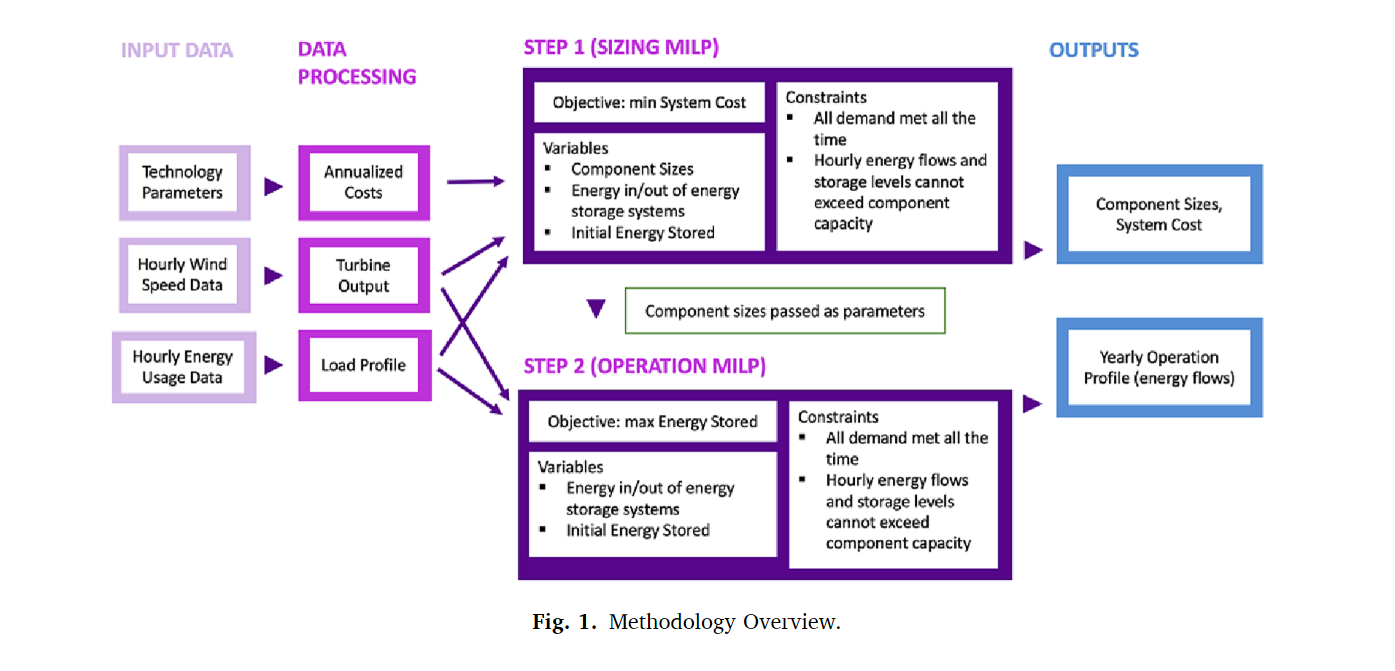 INPUT DATA
DATA
PROCESSING
STEP 1 (SIZING MILP)
OUTPUTS
Technology
Parameters
Hourly Wind
Speed Data
Hourly Energy
Usage Data
Annualized
Costs
Turbine
Output
Load Profile
Objective: min System Cost
Variables
▪ Component Sizes
▪ Energy in/out of energy
storage systems
▪ Initial Energy Stored
Constraints
▪ All demand met all the
time
▪ Hourly energy flows and
storage levels cannot
exceed component
capacity
Component sizes passed as parameters
STEP 2 (OPERATION MILP)
Objective: max Energy Stored
Variables
▪ Energy in/out of energy
storage systems
▪ Initial Energy Stored
Constraints
▪ All demand met all the
time
▪ Hourly energy flows
and storage levels
cannot exceed
component capacity
Component Sizes,
System Cost
Yearly Operation
Profile (energy flows)
Fig. 1. Methodology Overview.